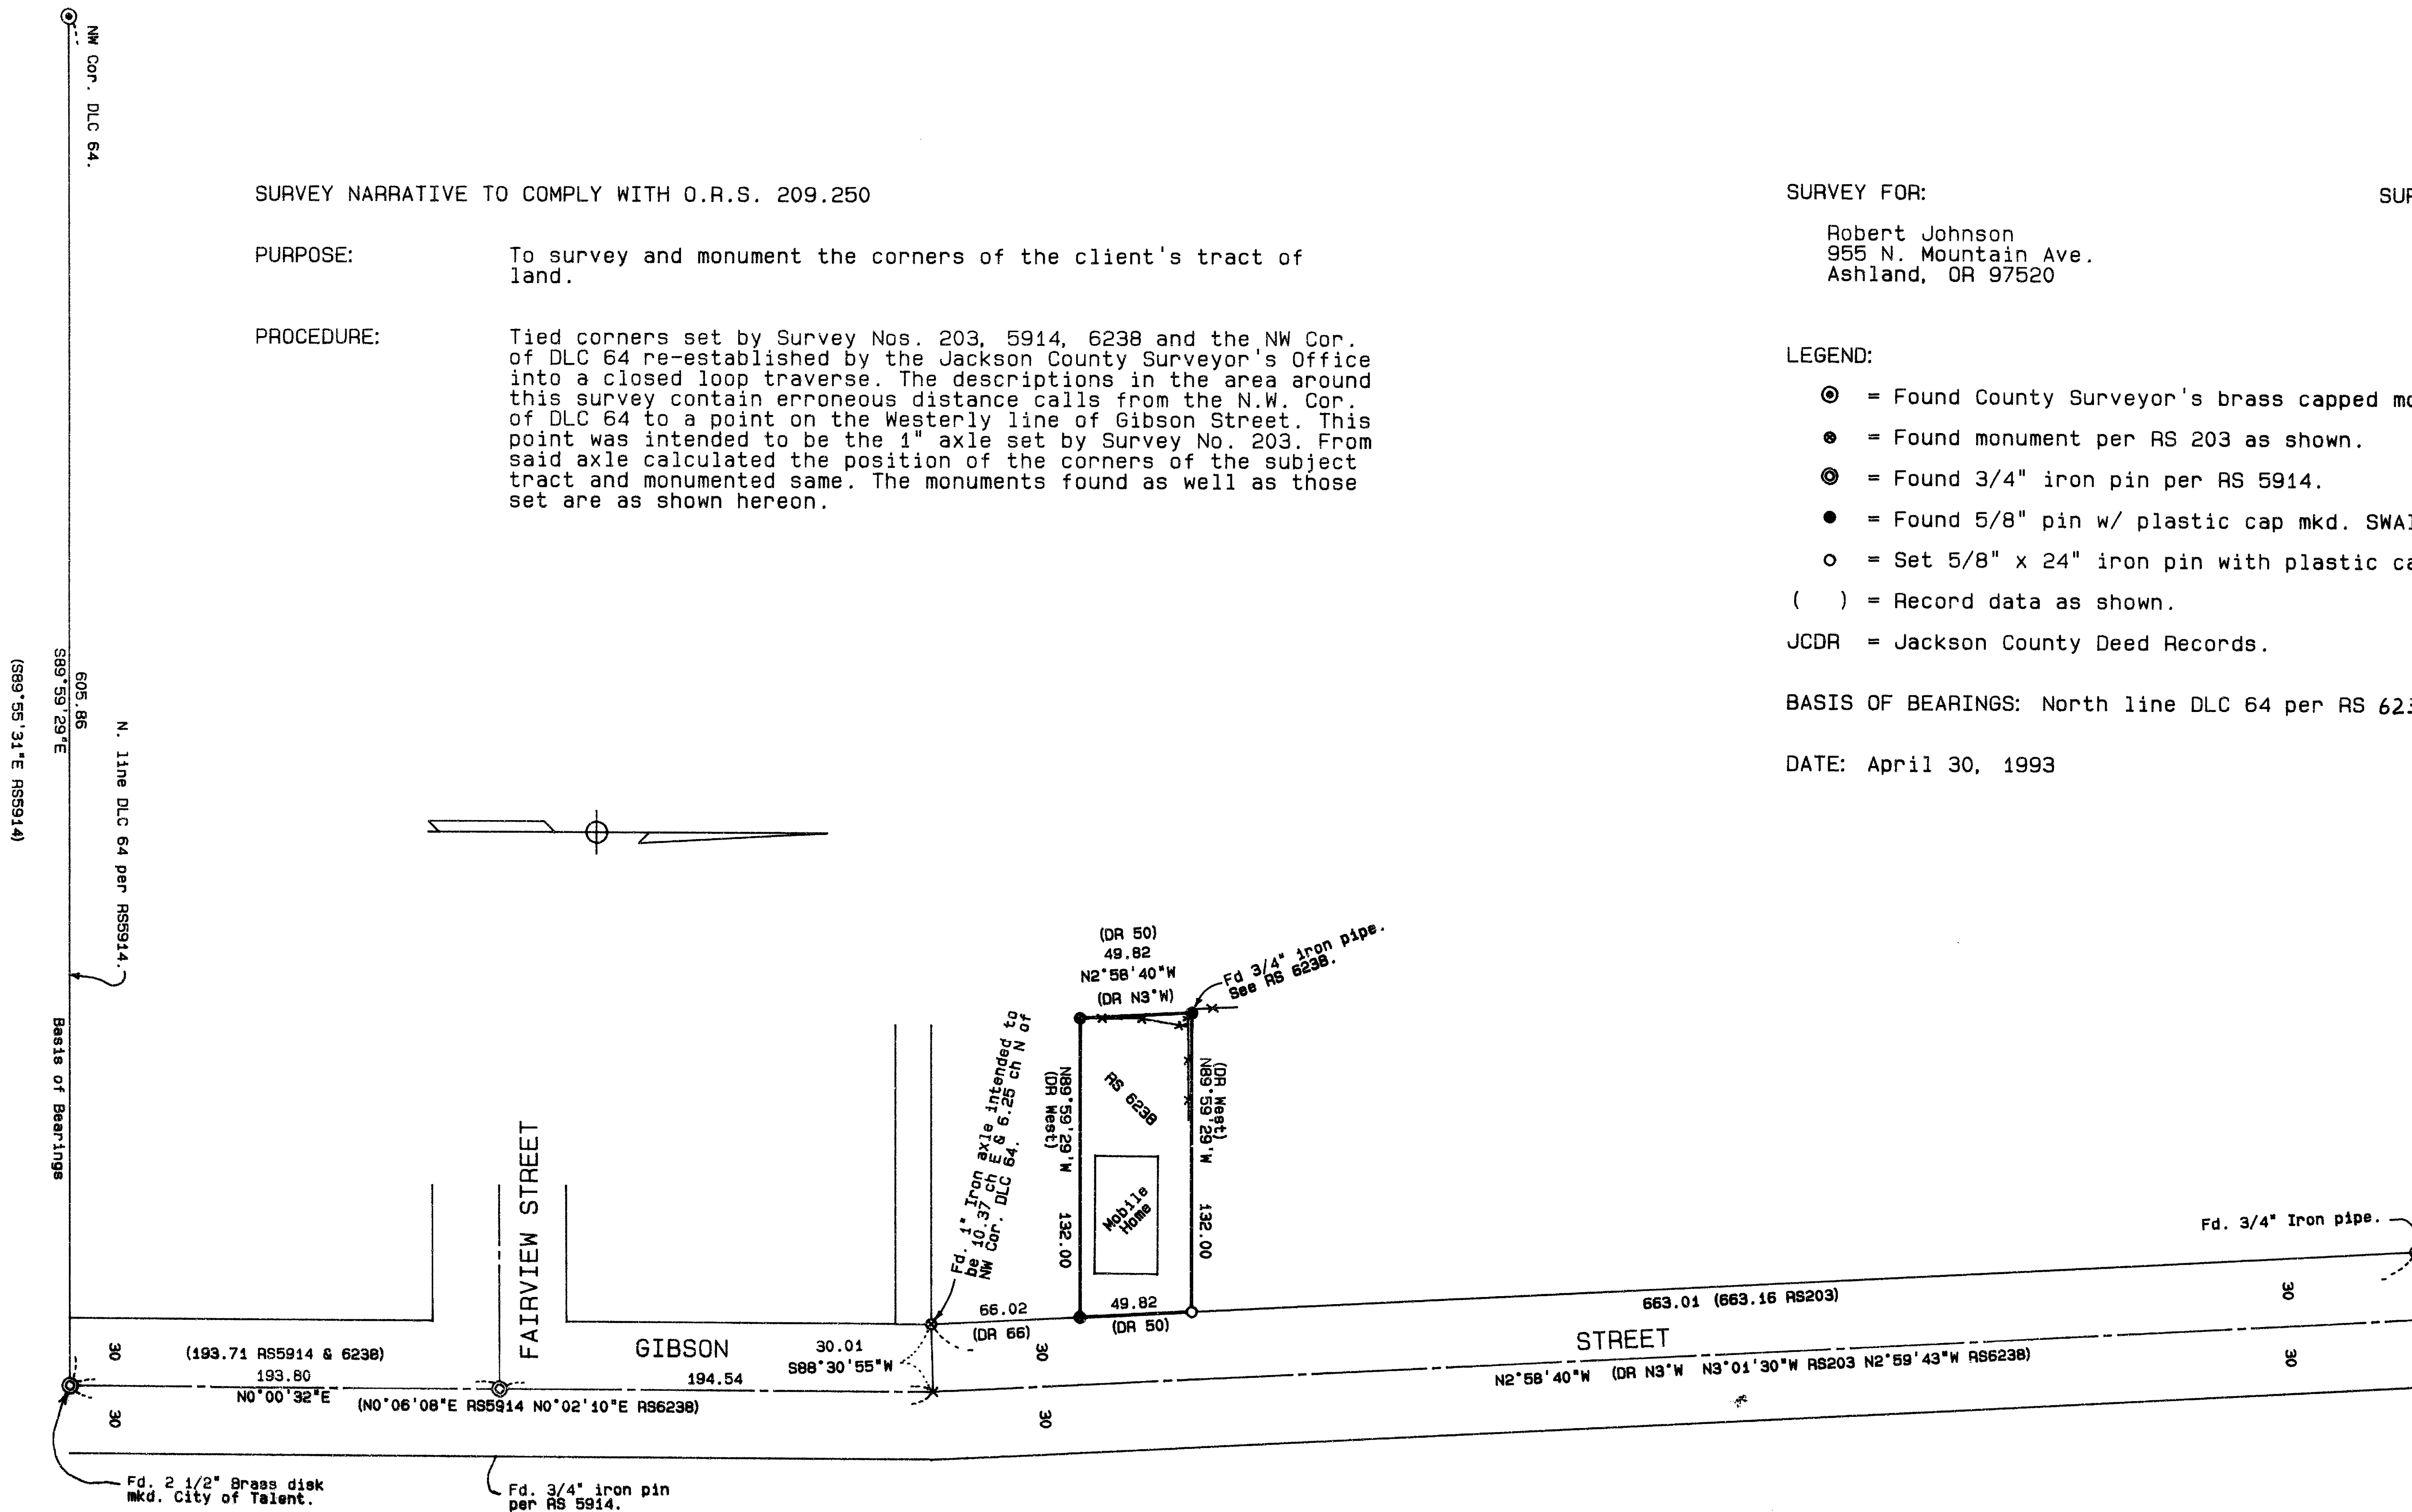 NW Cor. DLC 64.
SURVEY NARRATIVE TO COMPLY WITH O.R.S. 209.250
PURPOSE:
To survey and monument the corners of the client's tract of
land.
PROCEDURE:
Tied corners set by Survey Nos. 203, 5914, 6238 and the NW Cor.
of DLC 64 re-established by the Jackson County Surveyor's Office
into a closed loop traverse. The descriptions in the area around
this survey contain erroneous distance calls from the N.W. Cor.
of DLC 64 to a point on the Westerly line of Gibson Street. This
point was intended to be the 1" axle set by Survey No. 203. From
said axle calculated the position of the corners of the subject
tract and monumented same. The monuments found as well as those
set are as shown hereon.
SURVEY FOR:
SUR
Robert Johnson
955 N. Mountain Ave.
Ashland, OR 97520
LEGEND:
= Found County Surveyor's brass capped mo
= Found monument per RS 203 as shown.
= Found 3/4" iron pin per RS 5914.
= Found 5/8" pin w/ plastic cap mkd. SWAI
= Set 5/8" x 24" iron pin with plastic ca
( ) = Record data as shown.
JCDR = Jackson County Deed Records.
BASIS OF BEARINGS: North line DLC 64 per RS 623
DATE: April 30, 1993
605.86
S89°59'29"E
(S89°55'31"E RS5914)
N. line DLC 64 per RS5914.
Basis of Bearings
(DR 50)
49.82
N2°58'40"W
(DR N3°W)
Fd 3/4" iron pipe.
See RS 6238.
Fd. 1" Iron axle intended to
be 10.37 ch E & 6.25 ch N of
NW Cor. DLC 64.
N89°59'29'W
(DR West)
132.00
RS 6238
Mobile
Home
(DR West)
N89°59'29'W
132.00
FAIRVIEW STREET
Fd. 3/4" Iron pipe.
66.02
(DR 66)
49.82
(DR 50)
663.01 (663.16 RS203)
30
30
30
30
30
30
(193.71 RS5914 & 6238)
193.80
N0°00'32"E
(N0°06'08"E RS5914 N0°02'10"E RS6238)
GIBSON
194.54
30.01
S88°30'55"W
STREET
N2°58'40"W (DR N3°W N3°01'30"W RS203 N2°59'43"W RS6238)
Fd. 2 1/2" Brass disk
mkd. City of Talent.
Fd. 3/4" iron pin
per RS 5914.